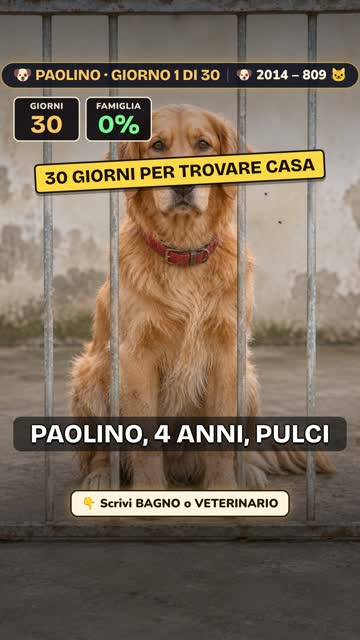 🐶 PAOLINO · GIORNO 1 DI 30 | 🐶 2014 – 809 🐱
GIORNI
30
FAMIGLIA
0%
30 GIORNI PER TROVARE CASA
PAOLINO, 4 ANNI, PULCI
👇 Scrivi BAGNO o VETERINARIO